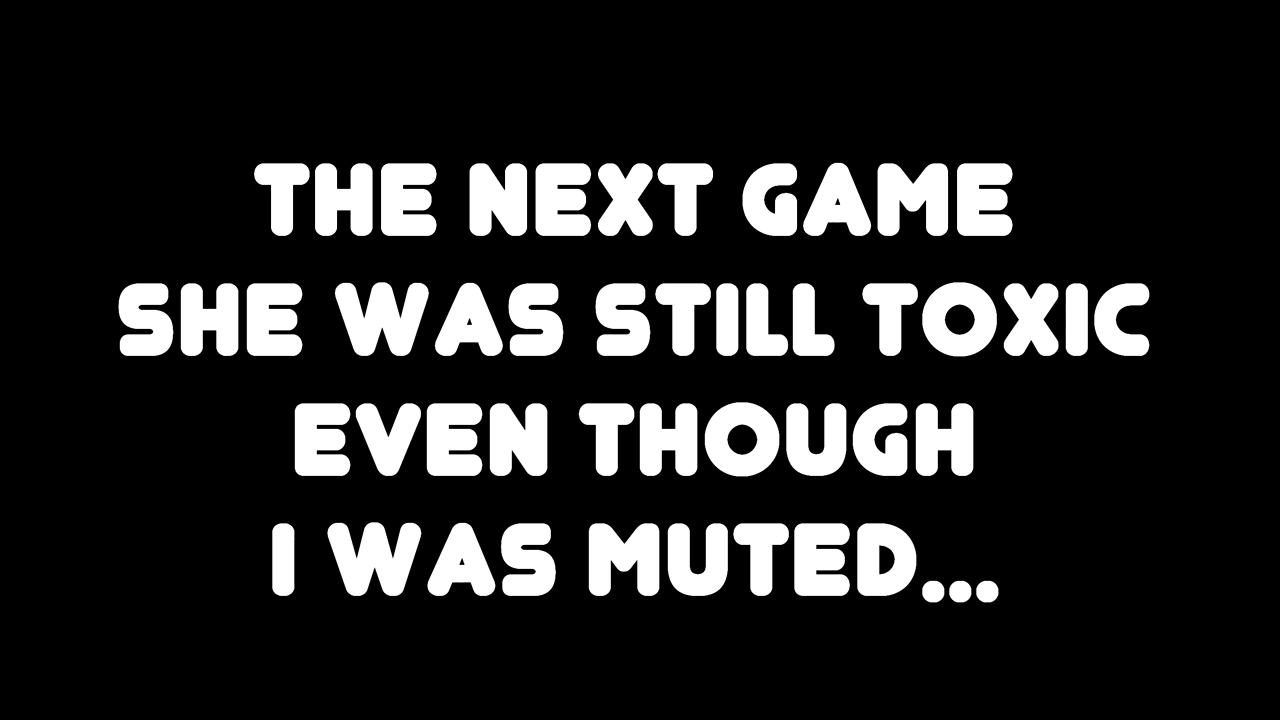 THE NEXT GAME
SHE WAS STILL TOXIC
EVEN THOUGH
I WAS MUTED...